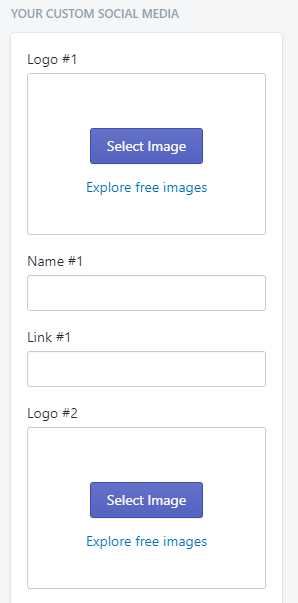 YOUR CUSTOM SOCIAL MEDIA
Logo #1
Select Image
Explore free images
Name #1
Link #1
Logo #2
Select Image
Explore free images